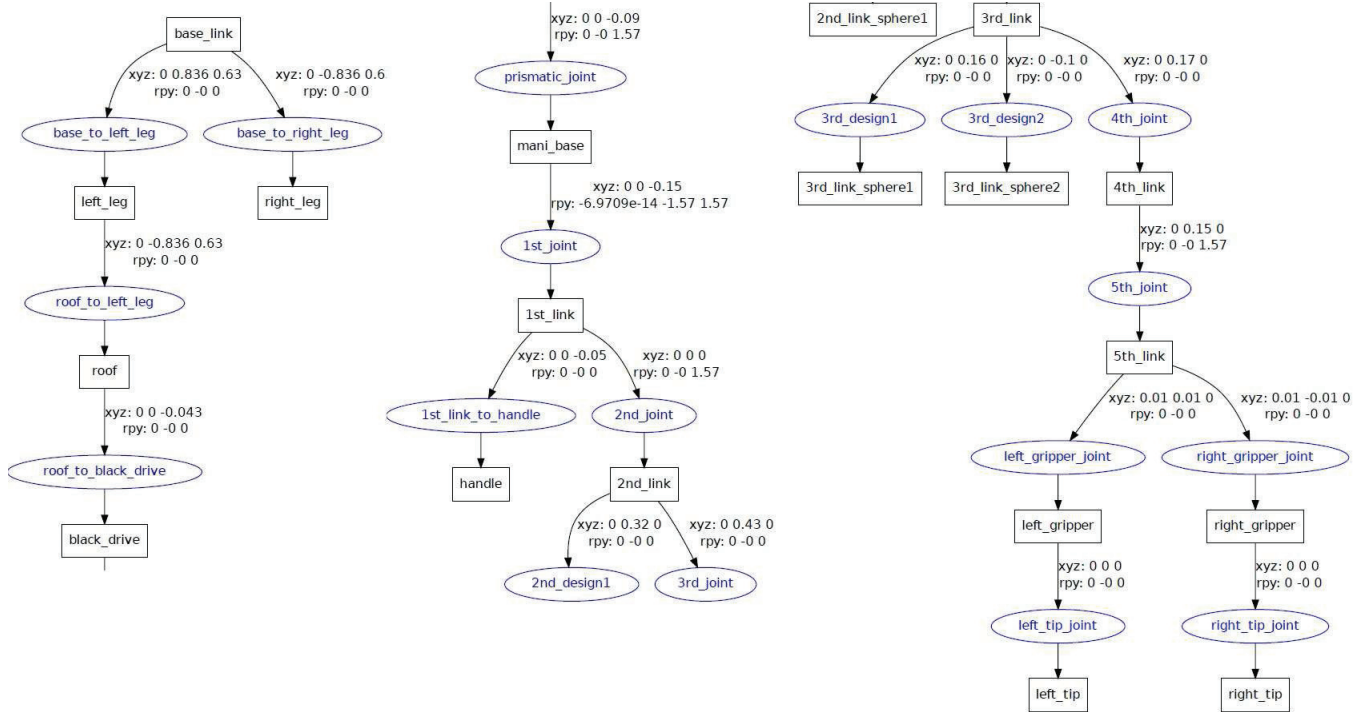 base_link
xyz: 0 0.836 0.63
rpy: 0 -0 0
xyz: 0 -0.836 0.6
rpy: 0 -0 0
base_to_left_leg
base_to_right_leg
left_leg
right_leg
xyz: 0 -0.836 0.63
rpy: 0 -0 0
roof_to_left_leg
roof
xyz: 0 0 -0.043
rpy: 0 -0 0
roof_to_black_drive
black_drive
xyz: 0 0 -0.09
rpy: 0 -0 1.57
prismatic_joint
mani_base
xyz: 0 0 -0.15
rpy: -6.9709e-14 -1.57 1.57
1st_joint
1st_link
xyz: 0 0 -0.05
rpy: 0 -0 0
xyz: 0 0 0
rpy: 0 -0 1.57
1st_link_to_handle
2nd_joint
handle
2nd_link
xyz: 0 0.32 0
rpy: 0 -0 0
xyz: 0 0.43 0
rpy: 0 -0 0
2nd_design1
3rd_joint
2nd_link_sphere1
3rd_link
xyz: 0 0.16 0
rpy: 0 -0 0
xyz: 0 -0.1 0
rpy: 0 -0 0
xyz: 0 0.17 0
rpy: 0 -0 0
3rd_design1
3rd_design2
4th_joint
3rd_link_sphere1
3rd_link_sphere2
4th_link
xyz: 0 0.15 0
rpy: 0 -0 1.57
5th_joint
5th_link
xyz: 0.01 0.01 0
rpy: 0 -0 0
xyz: 0.01 -0.01 0
rpy: 0 -0 0
left_gripper_joint
right_gripper_joint
left_gripper
right_gripper
xyz: 0 0 0
rpy: 0 -0 0
xyz: 0 0 0
rpy: 0 -0 0
left_tip_joint
right_tip_joint
left_tip
right_tip